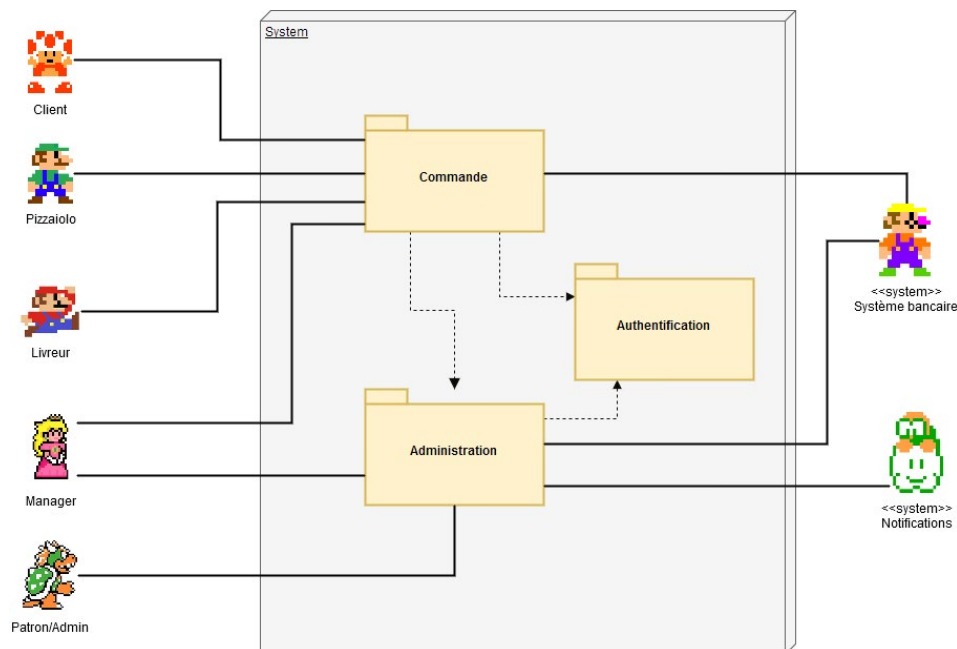 System
Client
Commande
Pizzaiolo
<<system>>
Système bancaire
Authentification
Livreur
Administration
Manager
<<system>>
Notifications
Patron/Admin